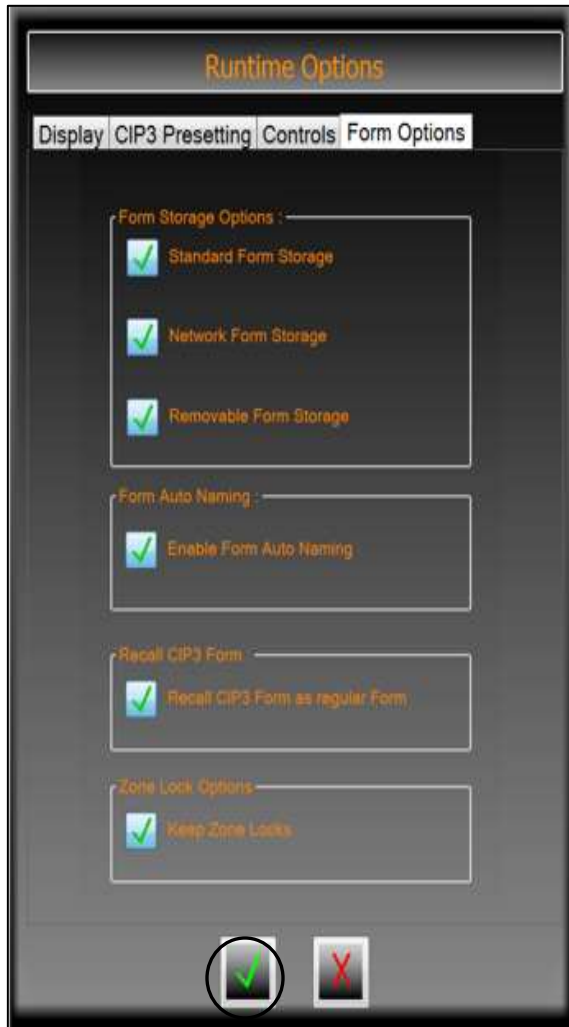 Runtime Options
Display CIP3 Presetting Controls Form Options
Form Storage Options :
Standard Form Storage
Network Form Storage
Removable Form Storage
Form Auto Naming :
Enable Form Auto Naming
Recall CIP3 Form
Recall CIP3 Form as regular Form
Zone Lock Options
Keep Zone Locks